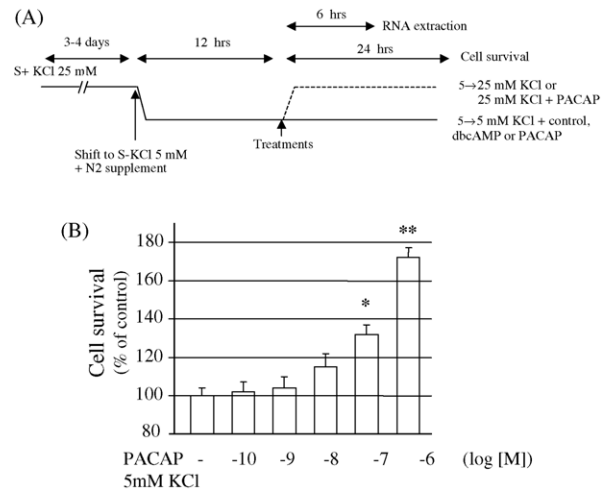 (A)
6 hrs
RNA extraction
3-4 days
12 hrs
24 hrs
Cell survival
S+ KCl 25 mM
5→25 mM KCl or
25 mM KCl + PACAP
5→5 mM KCl + control,
dbcAMP or PACAP
Treatments
Shift to S-KCl 5 mM
+ N2 supplement
(B)
Cell survival
(% of control)
180
160
140
120
100
80
*
**
PACAP - -10 -9 -8 -7 -6 (log [M])
5mM KCl